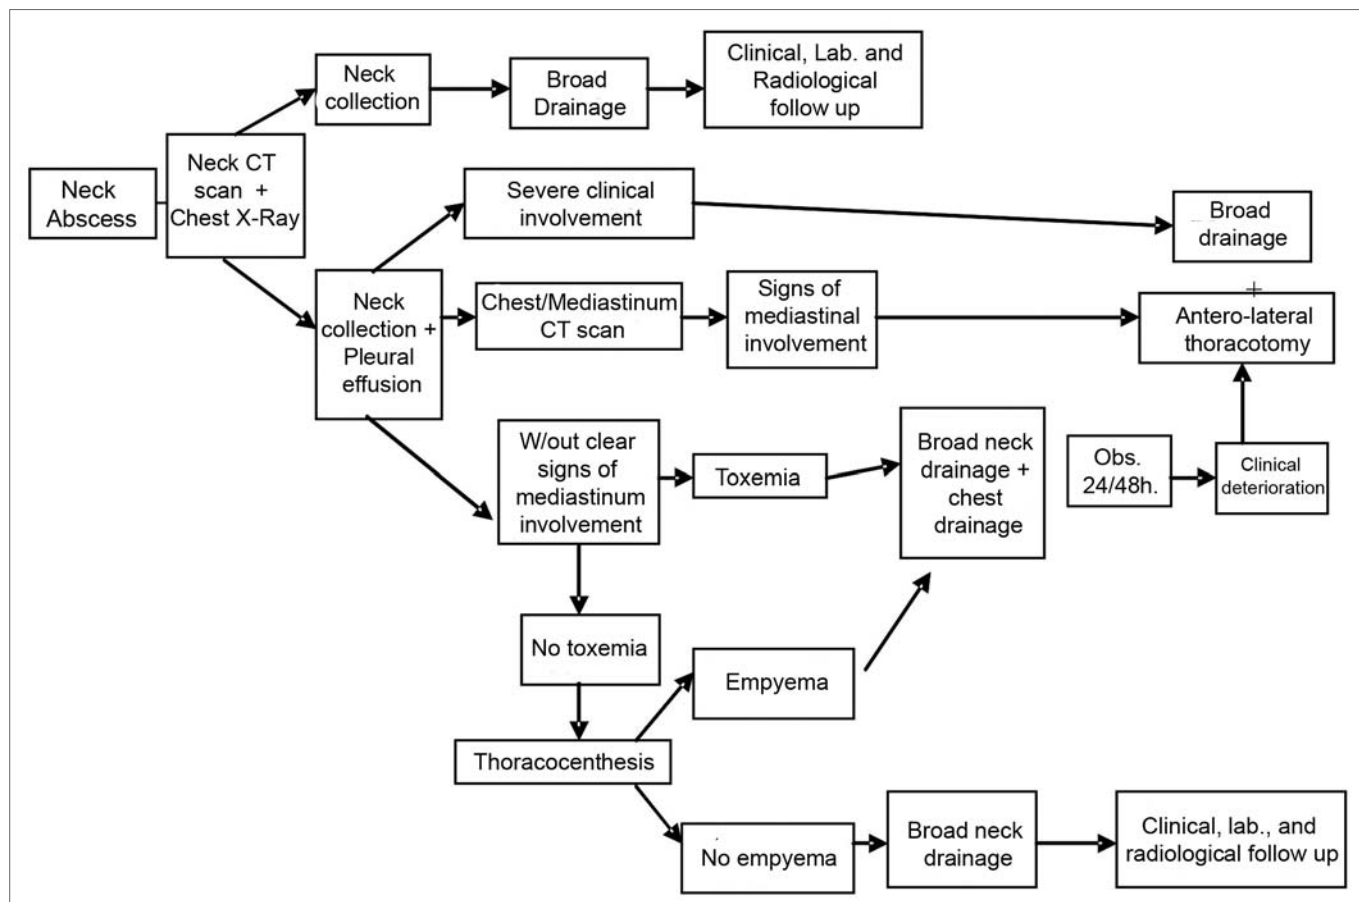 Neck
Abscess
Neck CT
scan +
Chest X-Ray
Neck
collection
Broad
Drainage
Clinical, Lab. and
Radiological
follow up
Neck
collection +
Pleural
effusion
Severe clinical
involvement
Broad
drainage
+
Chest/Mediastinum
CT scan
Signs of
mediastinal
involvement
Antero-lateral
thoracotomy
W/out clear
signs of
mediastinum
involvement
Toxemia
Broad neck
drainage +
chest
drainage
Obs.
24/48h.
Clinical
deterioration
No toxemia
Thoracocenthesis
Empyema
No empyema
Broad neck
drainage
Clinical, lab., and
radiological follow up